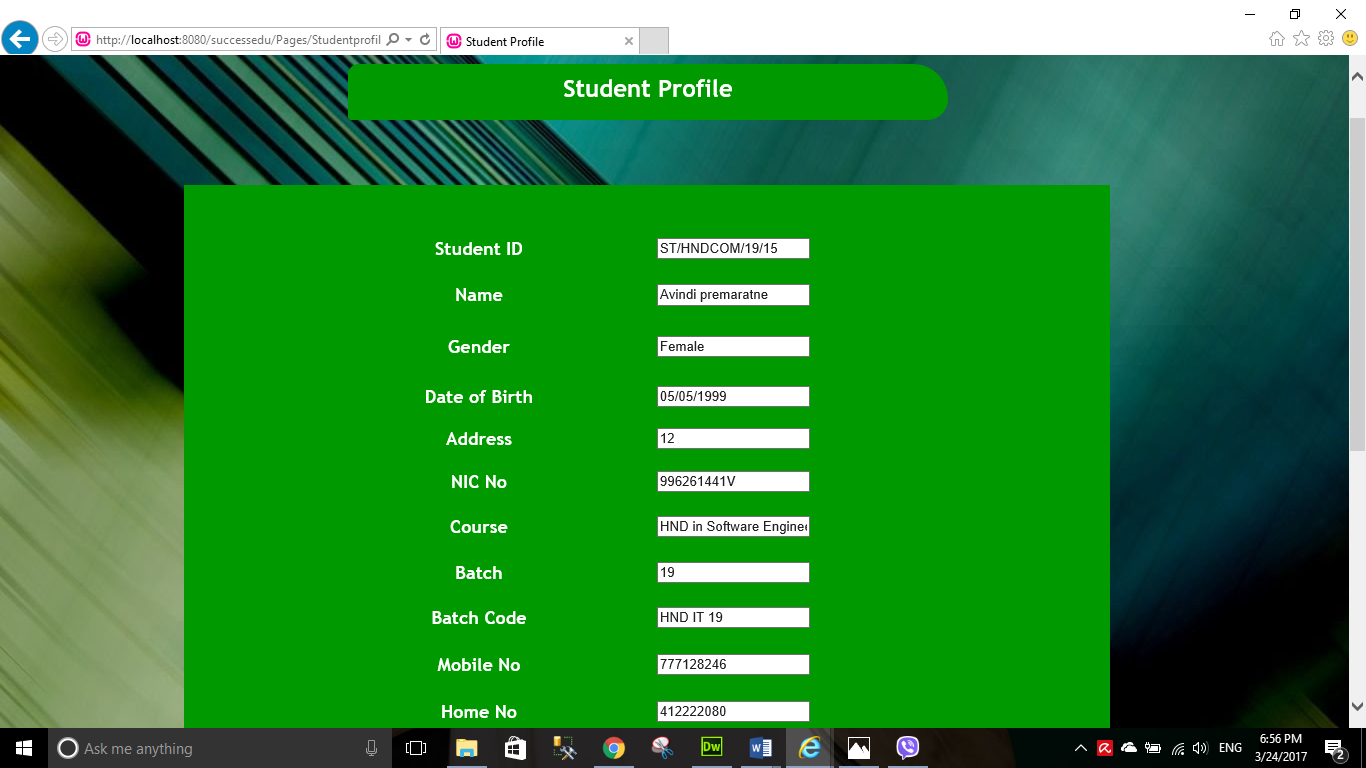 http://localhost:8080/successedu/Pages/Studentprofil
Student Profile
Student Profile
Student ID ST/HNDCOM/19/15
Name Avindi premaratne
Gender Female
Date of Birth 05/05/1999
Address 12
NIC No 996261441V
Course HND in Software Enginee
Batch 19
Batch Code HND IT 19
Mobile No 777128246
Home No 412222080
Ask me anything
Dw
ENG
6:56 PM
3/24/2017
2